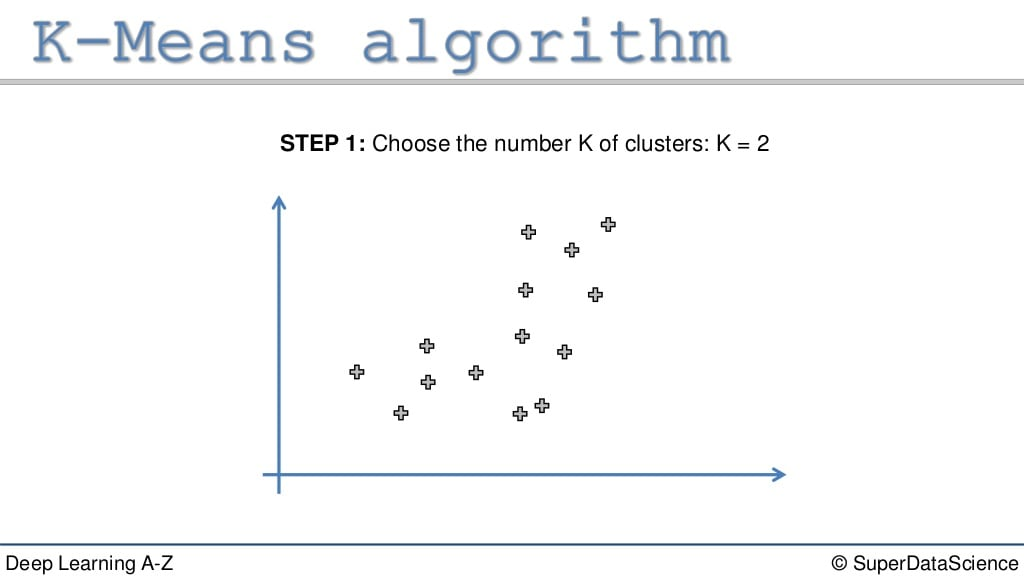 K-Means algorithm
STEP 1: Choose the number K of clusters: K = 2
Deep Learning A-Z
© SuperDataScience